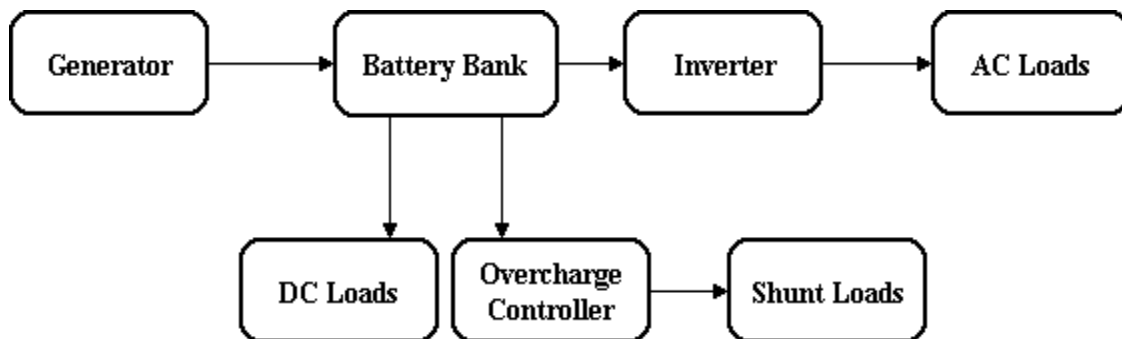 Generator
Battery Bank
Inverter
AC Loads
DC Loads
Overcharge
Controller
Shunt Loads